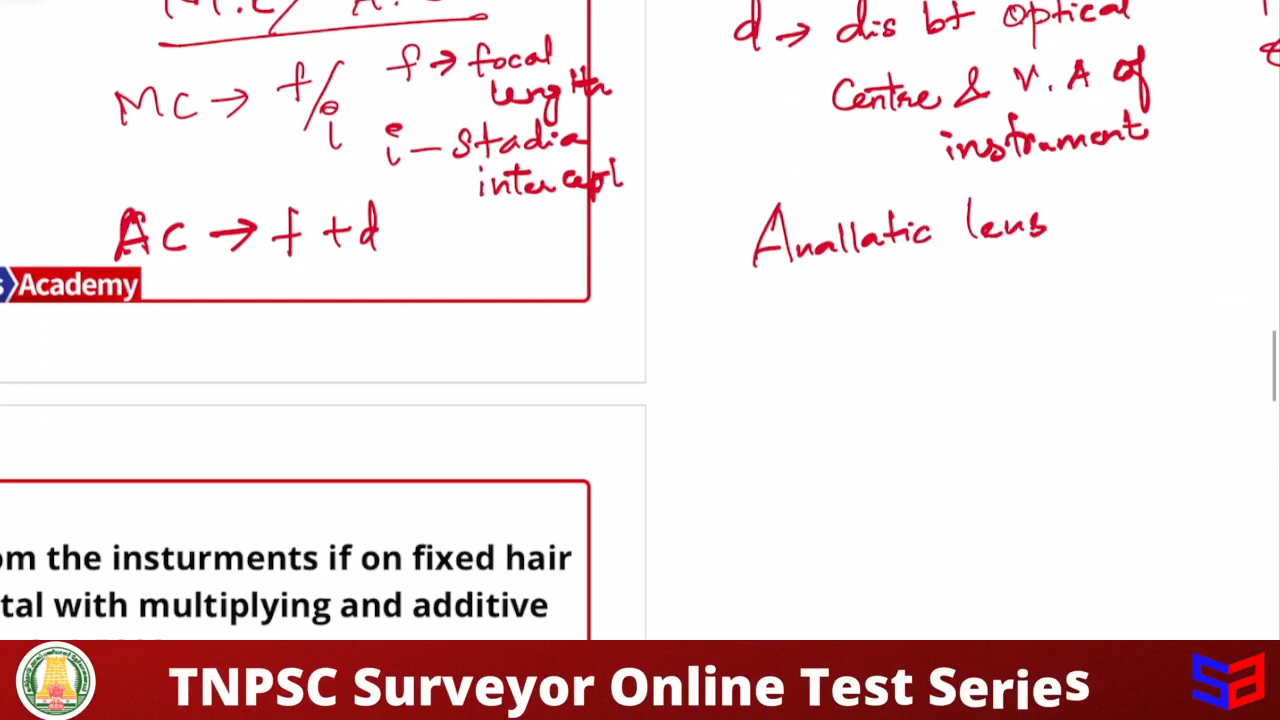 M.C / A.C
MC → f/i
f → focal
length
i – stadia
intercept
AC → f + d
d → dis bt optical
Centre & V.A of
instrument
Anallatic lens
s Academy
om the insturments if on fixed hair
tal with multiplying and additive
TNPSC Surveyor Online Test Series